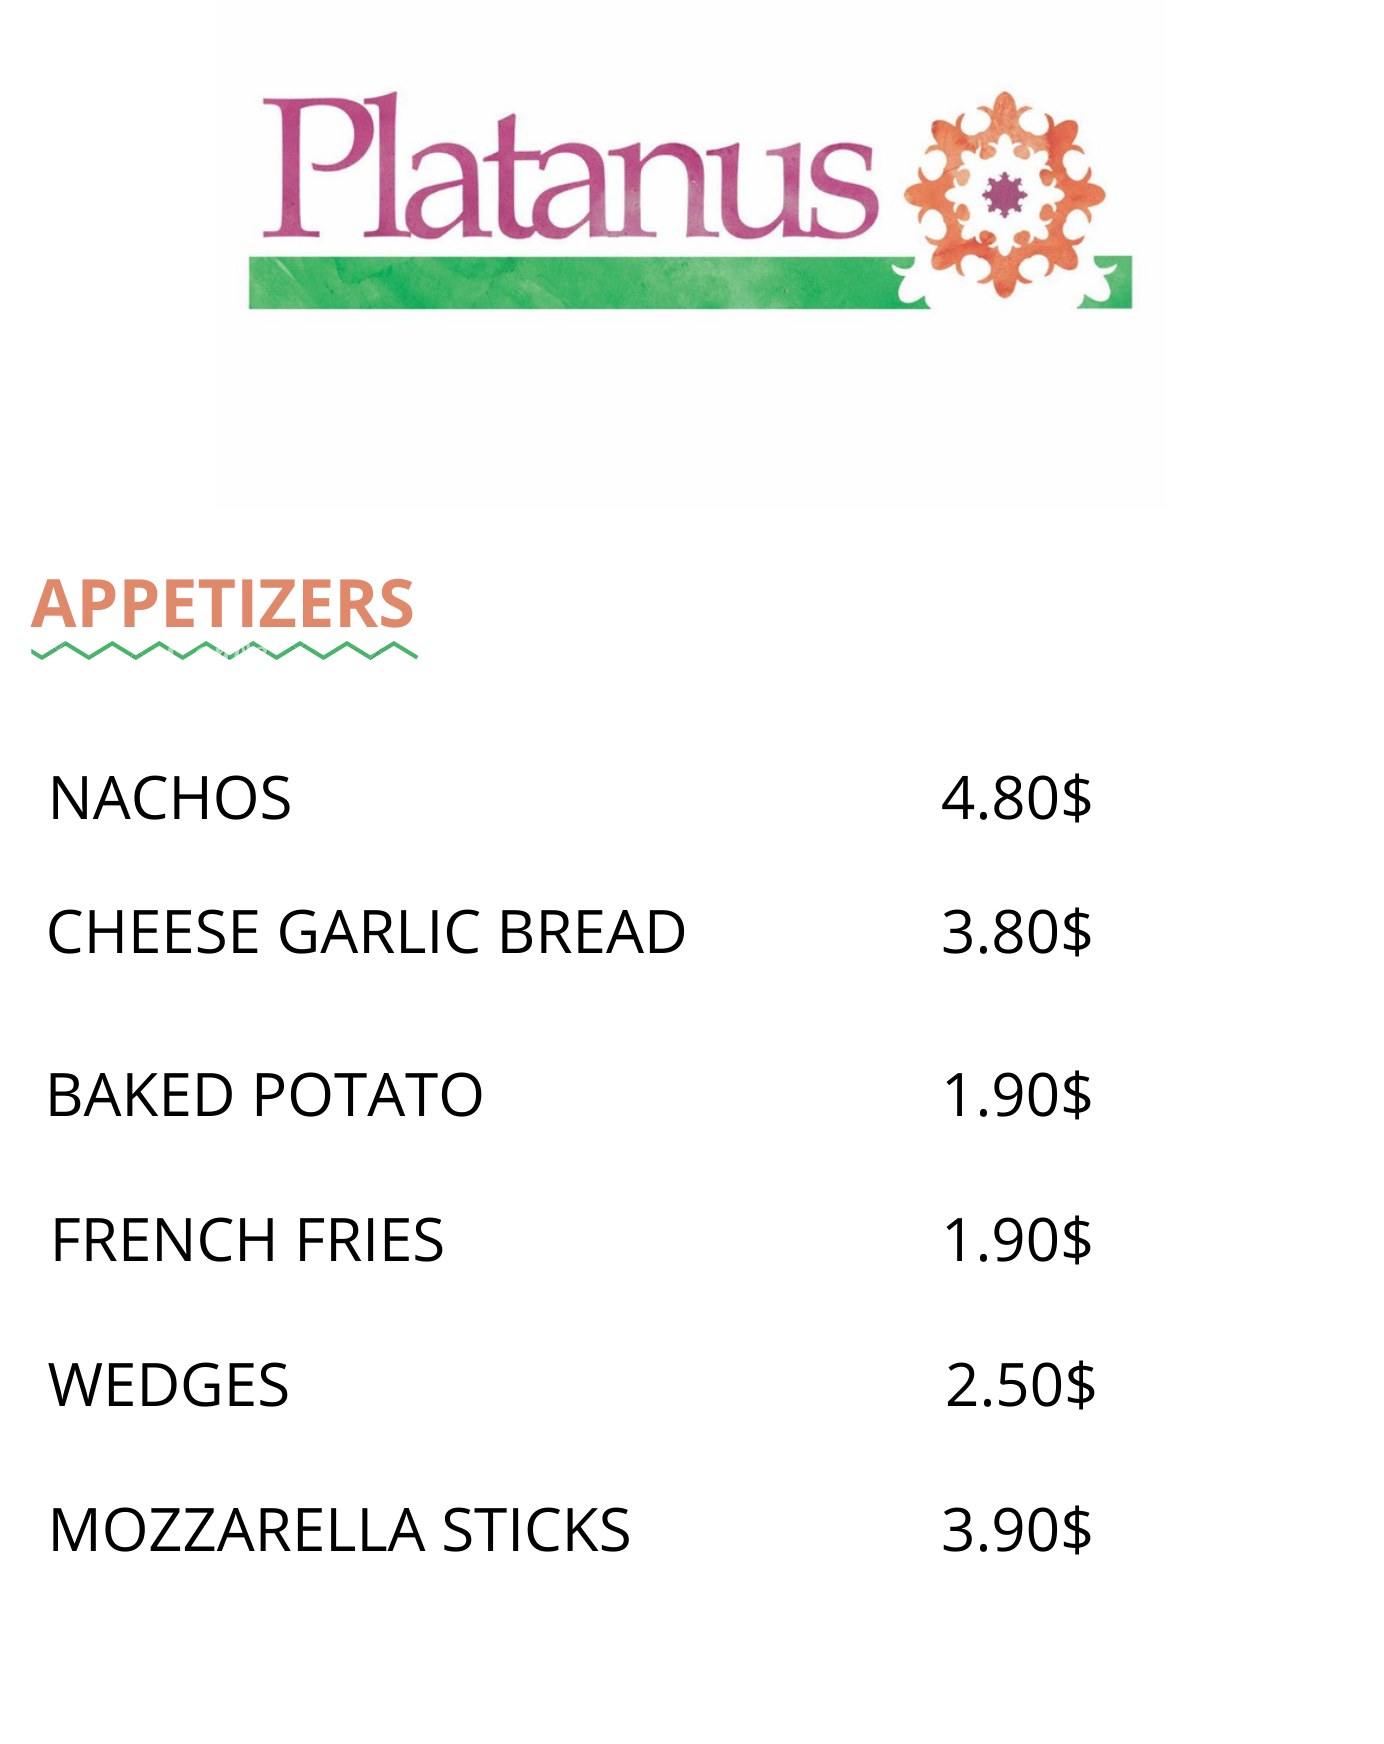 Platanus
APPETIZERS
NACHOS 4.80$
CHEESE GARLIC BREAD 3.80$
BAKED POTATO 1.90$
FRENCH FRIES 1.90$
WEDGES 2.50$
MOZZARELLA STICKS 3.90$